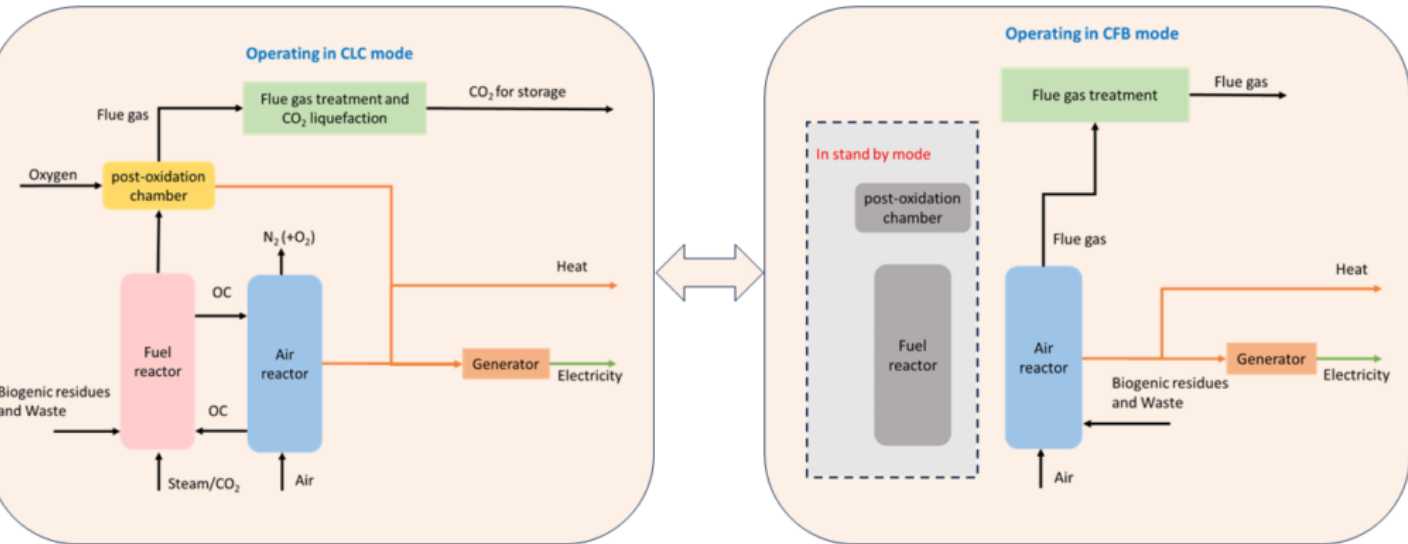 Operating in CLC mode
Flue gas treatment and
CO₂ liquefaction
CO₂ for storage
Flue gas
Oxygen
post-oxidation
chamber
N₂ (+O₂)
Heat
OC
Fuel
reactor
Air
reactor
Generator
Electricity
Biogenic residues
and Waste
OC
Steam/CO₂
Air
Operating in CFB mode
Flue gas treatment
Flue gas
In stand by mode
post-oxidation
chamber
Flue gas
Heat
Fuel
reactor
Air
reactor
Generator
Electricity
Biogenic residues
and Waste
Air